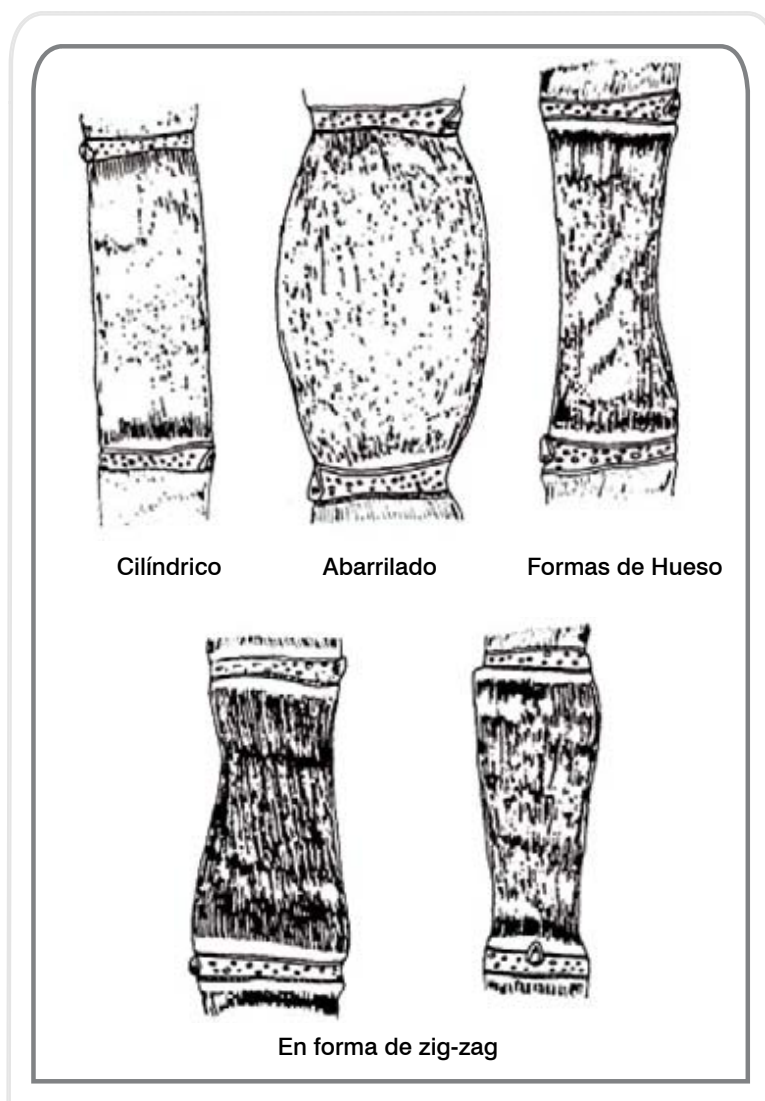 Cilíndrico
Abarrilado
Formas de Hueso
En forma de zig-zag